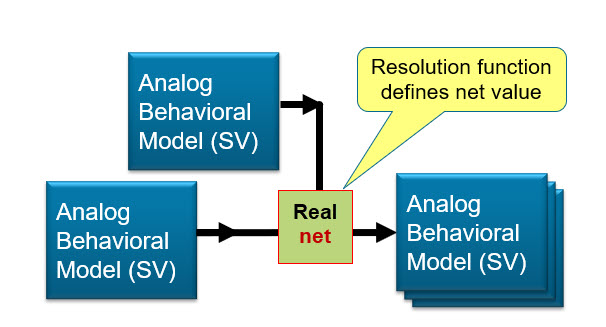 Analog
Behavioral
Model (SV)
Resolution function
defines net value
Analog
Behavioral
Model (SV)
Real
net
Analog
Behavioral
Model (SV)